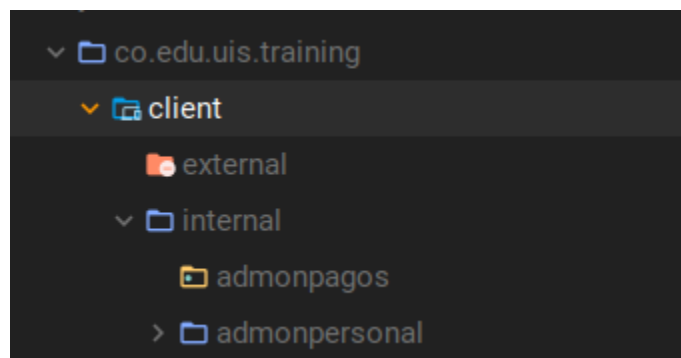 co.edu.uis.training
client
external
internal
admonpagos
admonpersonal